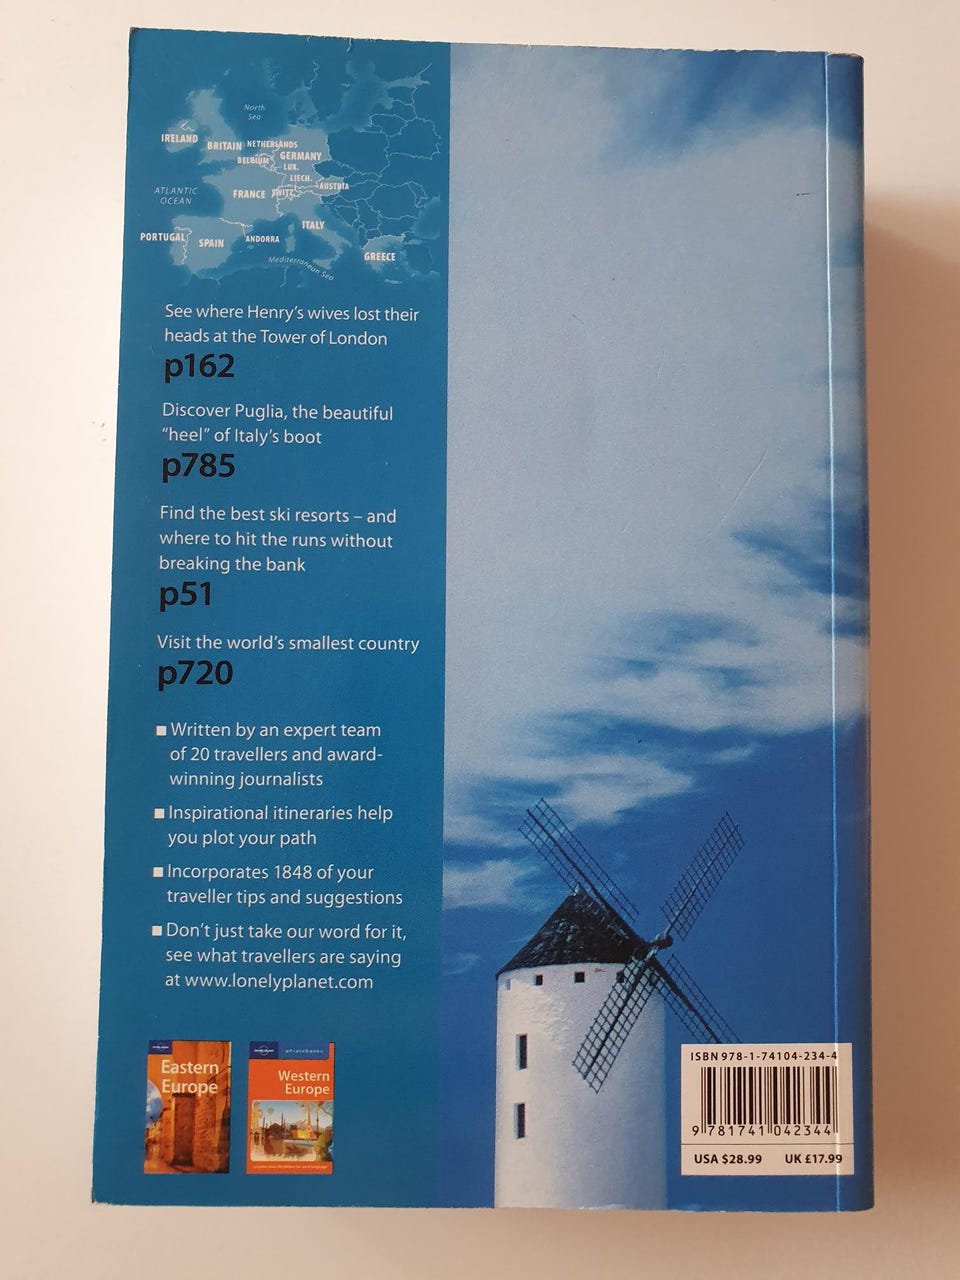 North
Sea
IRELAND
BRITAIN
NETHERLANDS
BELGIUM
GERMANY
LUX.
LIECH.
ATLANTIC
OCEAN
FRANCE
SWITZ.
AUSTRIA
ITALY
PORTUGAL
SPAIN
ANDORRA
GREECE
Mediterranean Sea
See where Henry's wives lost their
heads at the Tower of London
p162
Discover Puglia, the beautiful
“heel” of Italy's boot
p785
Find the best ski resorts – and
where to hit the runs without
breaking the bank
p51
Visit the world's smallest country
p720
■ Written by an expert team
of 20 travellers and award-
winning journalists
■ Inspirational itineraries help
you plot your path
■ Incorporates 1848 of your
traveller tips and suggestions
■ Don't just take our word for it,
see what travellers are saying
at www.lonelyplanet.com
lonely planet
Eastern
Europe
lonely planet phrasebooks
Western
Europe
ISBN 978-1-74104-234-4
9 781741 042344
USA $28.99 UK £17.99